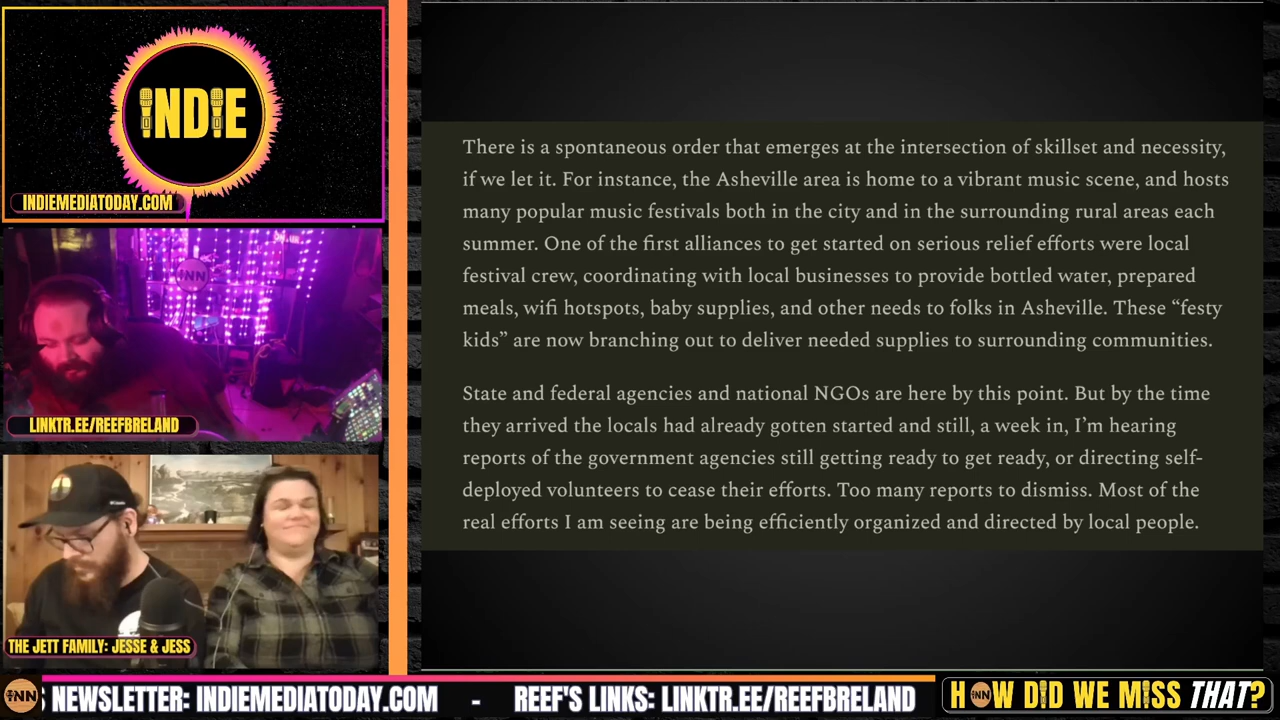 INDIE
INDIEMEDIATODAY.COM
INN
LINKTR.EE/REEFBRELAND
THE JETT FAMILY: JESSE & JESS
There is a spontaneous order that emerges at the intersection of skillset and necessity,
if we let it. For instance, the Asheville area is home to a vibrant music scene, and hosts
many popular music festivals both in the city and in the surrounding rural areas each
summer. One of the first alliances to get started on serious relief efforts were local
festival crew, coordinating with local businesses to provide bottled water, prepared
meals, wifi hotspots, baby supplies, and other needs to folks in Asheville. These “festy
kids” are now branching out to deliver needed supplies to surrounding communities.
State and federal agencies and national NGOs are here by this point. But by the time
they arrived the locals had already gotten started and still, a week in, I’m hearing
reports of the government agencies still getting ready to get ready, or directing self-
deployed volunteers to cease their efforts. Too many reports to dismiss. Most of the
real efforts I am seeing are being efficiently organized and directed by local people.
INN
S NEWSLETTER: INDIEMEDIATODAY.COM - REEF'S LINKS: LINKTR.EE/REEFBRELAND
HOW DID WE MISS THAT?